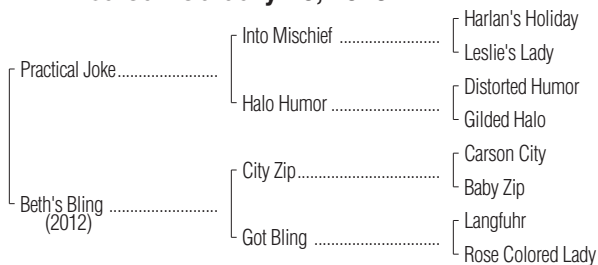 Harlan's Holiday
Into Mischief ....................
Leslie's Lady
Practical Joke....................
Distorted Humor
Halo Humor ......................
Gilded Halo
Carson City
City Zip.............................
Baby Zip
Beth's Bling ......................
(2012)
Langfuhr
Got Bling .........................
Rose Colored Lady